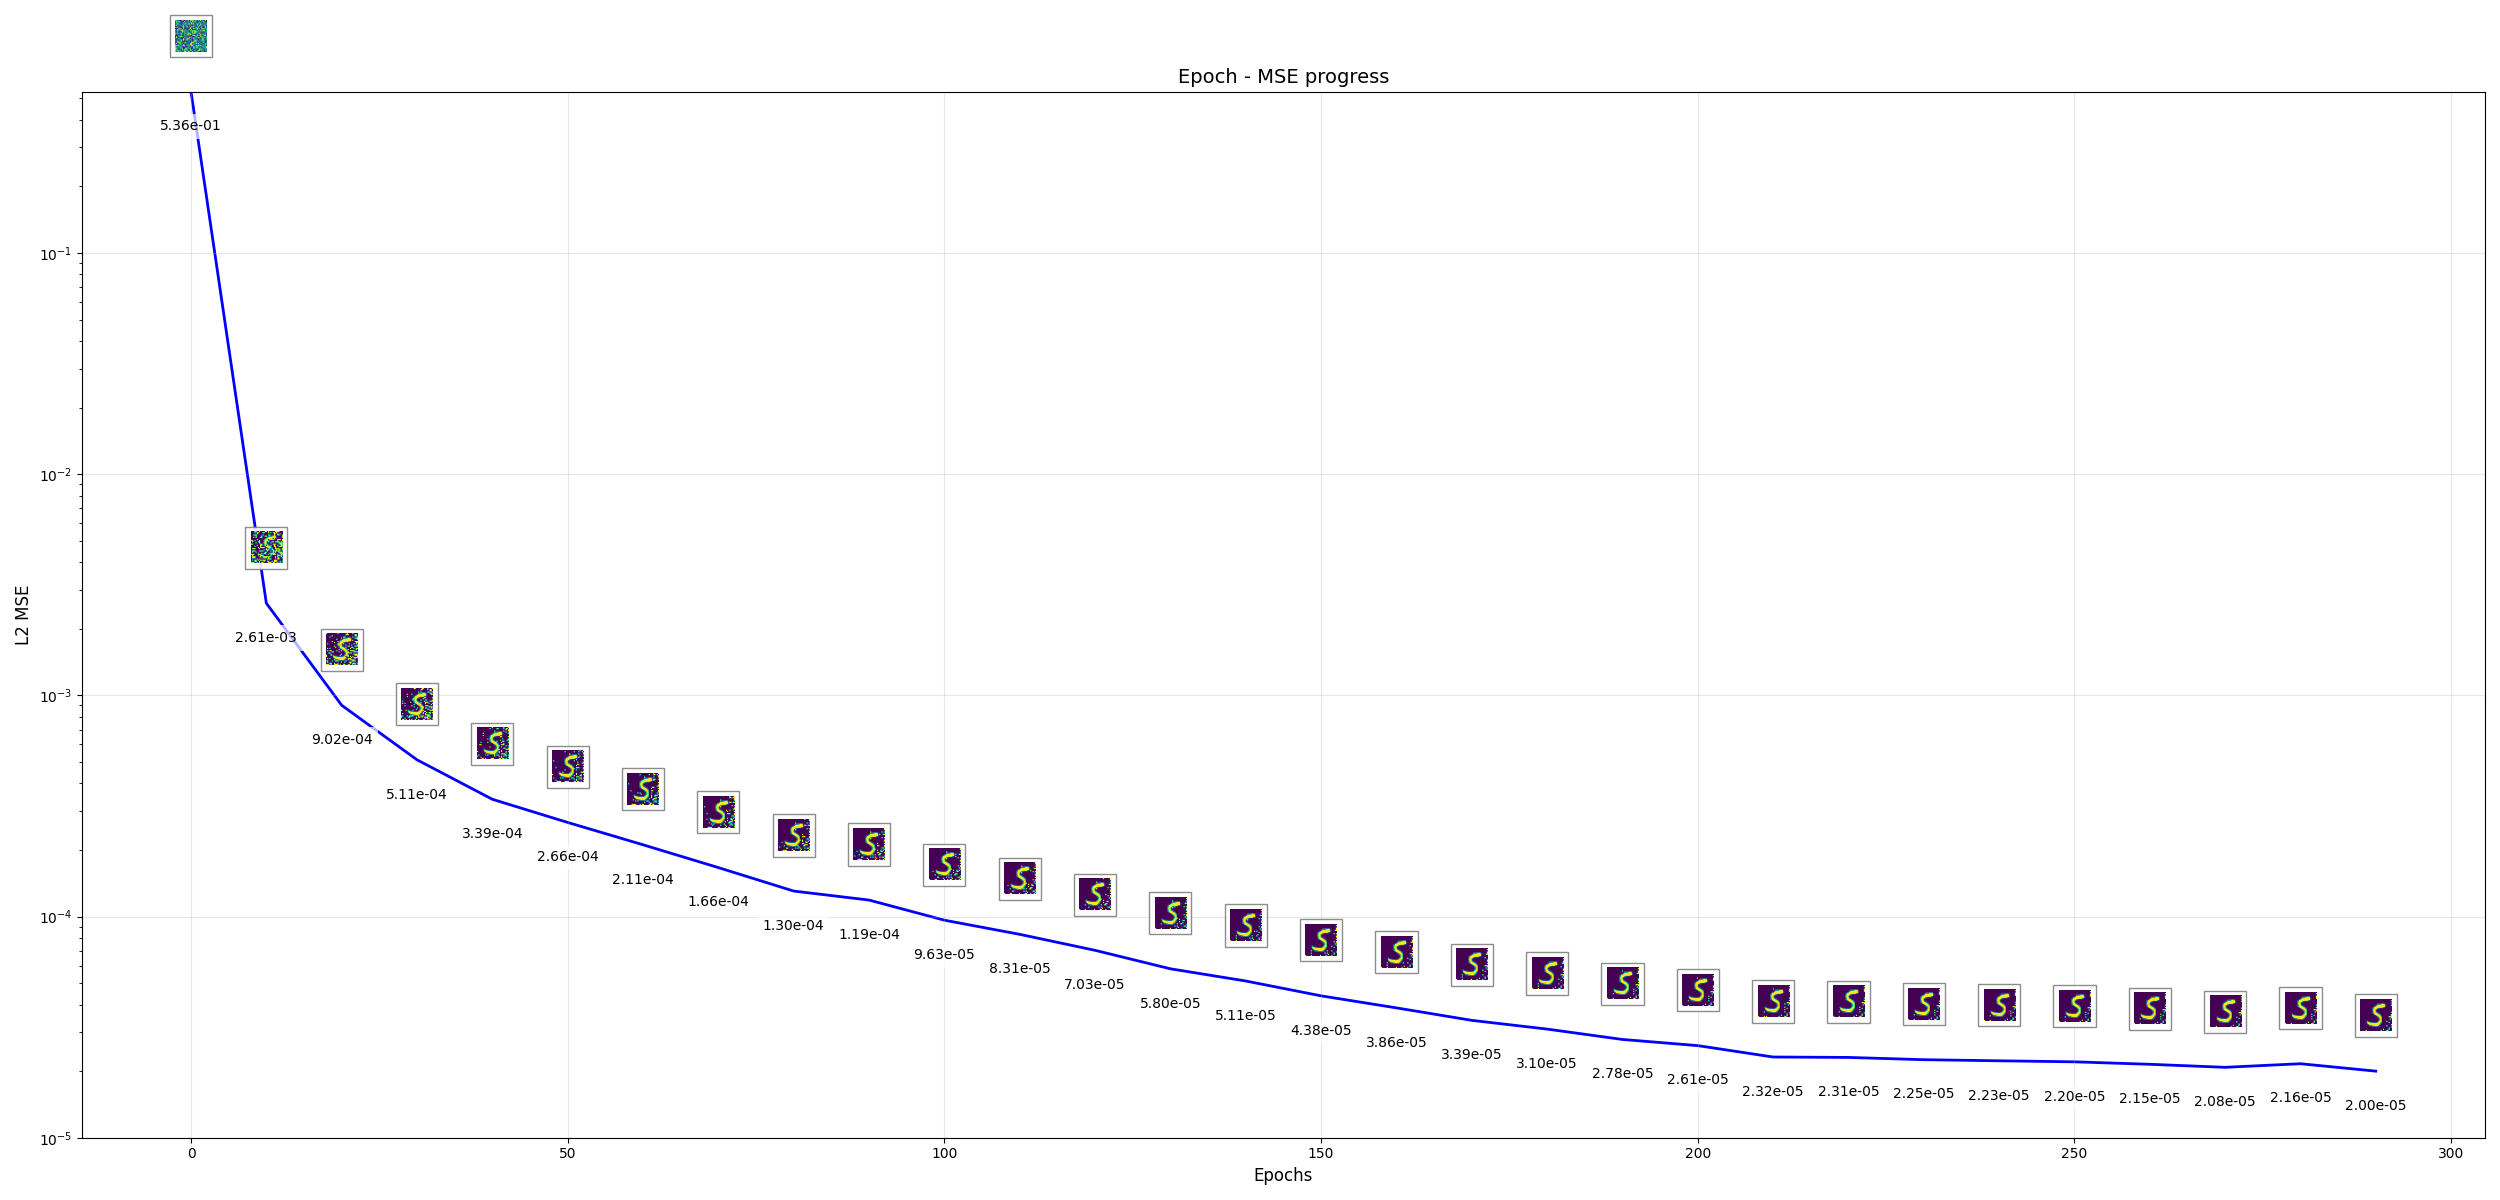 Epoch - MSE progress
L2 MSE
10^-1
10^-2
10^-3
10^-4
10^-5
5.36e-01
2.61e-03
9.02e-04
5.11e-04
3.39e-04
2.66e-04
2.11e-04
1.66e-04
1.30e-04
1.19e-04
9.63e-05
8.31e-05
7.03e-05
5.80e-05
5.11e-05
4.38e-05
3.86e-05
3.39e-05
3.10e-05
2.78e-05
2.61e-05
2.32e-05
2.31e-05
2.25e-05
2.23e-05
2.20e-05
2.15e-05
2.08e-05
2.16e-05
2.00e-05
0 50 100 150 200 250 300
Epochs